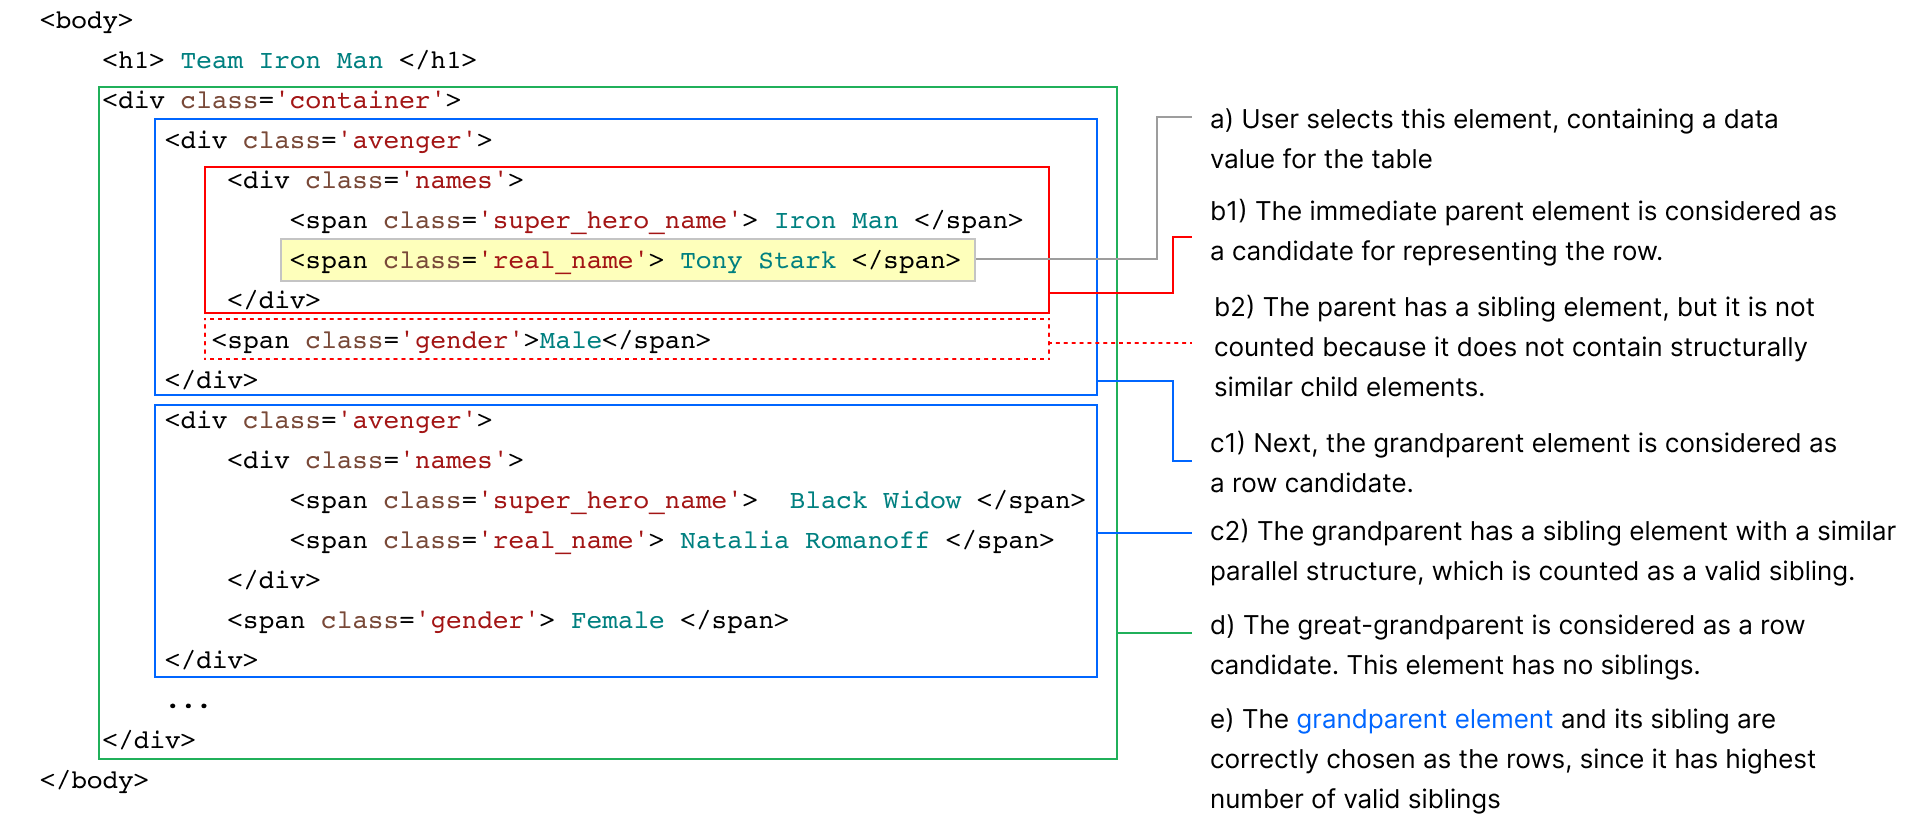 <body>
<h1> Team Iron Man </h1>
<div class='container'>
<div class='avenger'>
<div class='names'>
<span class='super_hero_name'> Iron Man </span>
<span class='real_name'> Tony Stark </span>
</div>
<span class='gender'>Male</span>
</div>
<div class='avenger'>
<div class='names'>
<span class='super_hero_name'>  Black Widow </span>
<span class='real_name'> Natalia Romanoff </span>
</div>
<span class='gender'> Female </span>
</div>
...
</div>
</body>
a) User selects this element, containing a data
value for the table
b1) The immediate parent element is considered as
a candidate for representing the row.
b2) The parent has a sibling element, but it is not
counted because it does not contain structurally
similar child elements.
c1) Next, the grandparent element is considered as
a row candidate.
c2) The grandparent has a sibling element with a similar
parallel structure, which is counted as a valid sibling.
d) The great-grandparent is considered as a row
candidate. This element has no siblings.
e) The grandparent element and its sibling are
correctly chosen as the rows, since it has highest
number of valid siblings